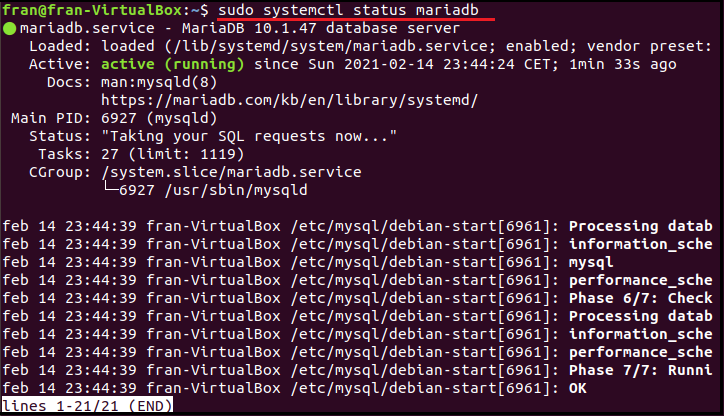 fran@fran-VirtualBox:~$ sudo systemctl status mariadb
● mariadb.service - MariaDB 10.1.47 database server
Loaded: loaded (/lib/systemd/system/mariadb.service; enabled; vendor preset:
Active: active (running) since Sun 2021-02-14 23:44:24 CET; 1min 33s ago
Docs: man:mysqld(8)
https://mariadb.com/kb/en/library/systemd/
Main PID: 6927 (mysqld)
Status: "Taking your SQL requests now..."
Tasks: 27 (limit: 1119)
CGroup: /system.slice/mariadb.service
└─6927 /usr/sbin/mysqld
feb 14 23:44:39 fran-VirtualBox /etc/mysql/debian-start[6961]: Processing datab
feb 14 23:44:39 fran-VirtualBox /etc/mysql/debian-start[6961]: information_sche
feb 14 23:44:39 fran-VirtualBox /etc/mysql/debian-start[6961]: mysql
feb 14 23:44:39 fran-VirtualBox /etc/mysql/debian-start[6961]: performance_sche
feb 14 23:44:39 fran-VirtualBox /etc/mysql/debian-start[6961]: Phase 6/7: Check
feb 14 23:44:39 fran-VirtualBox /etc/mysql/debian-start[6961]: Processing datab
feb 14 23:44:39 fran-VirtualBox /etc/mysql/debian-start[6961]: information_sche
feb 14 23:44:39 fran-VirtualBox /etc/mysql/debian-start[6961]: performance_sche
feb 14 23:44:39 fran-VirtualBox /etc/mysql/debian-start[6961]: Phase 7/7: Runni
feb 14 23:44:39 fran-VirtualBox /etc/mysql/debian-start[6961]: OK
lines 1-21/21 (END)